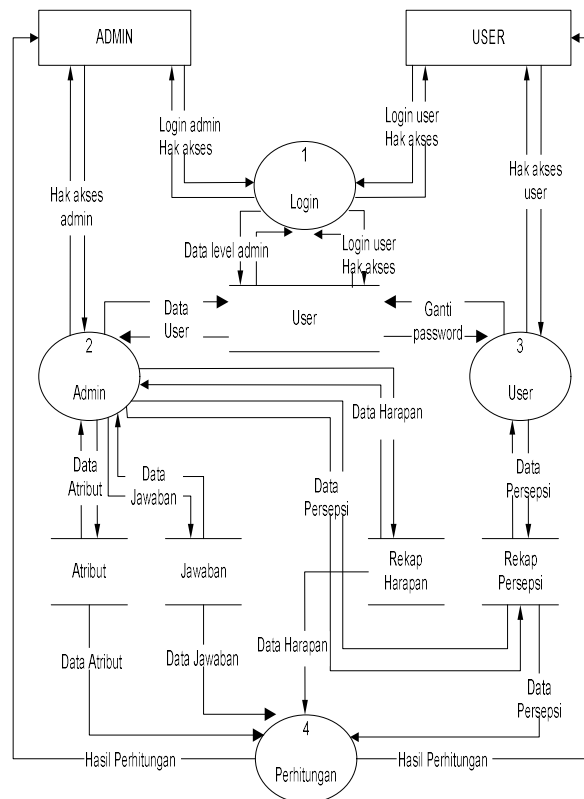 ADMIN
USER
Login admin
Hak akses
Login user
Hak akses
1
Login
Hak akses
admin
Hak akses
user
Data level admin
Login user
Hak akses
Data
User
User
Ganti
password
2
Admin
3
User
Data Harapan
Data
Atribut
Data
Jawaban
Data
Persepsi
Data
Persepsi
Atribut
Jawaban
Rekap
Harapan
Rekap
Persepsi
Data Atribut
Data Jawaban
Data Harapan
Data
Persepsi
4
Perhitungan
Hasil Perhitungan
Hasil Perhitungan